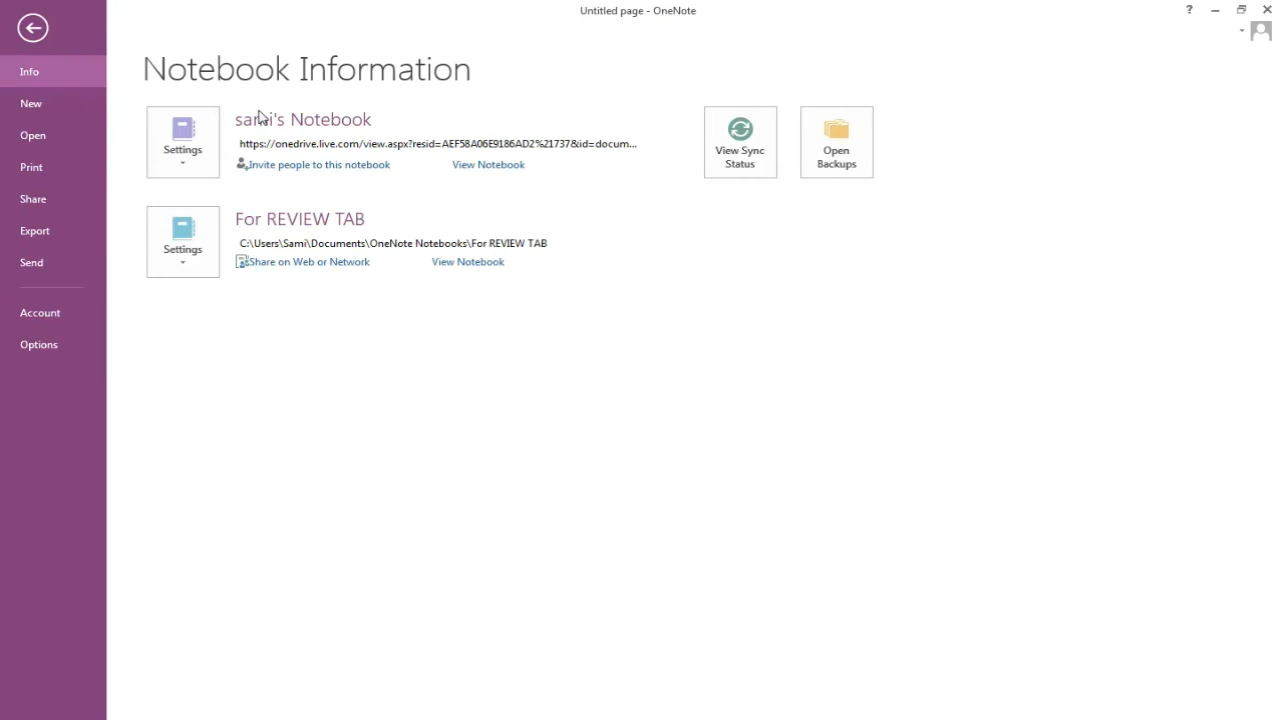 Untitled page - OneNote
?
Info
New
Open
Print
Share
Export
Send
Account
Options
Notebook Information
Settings
sami's Notebook
https://onedrive.live.com/view.aspx?resid=AEF58A06E9186AD2%21737&id=docum...
Invite people to this notebook
View Notebook
View Sync
Status
Open
Backups
Settings
For REVIEW TAB
C:\Users\Sami\Documents\OneNote Notebooks\For REVIEW TAB
Share on Web or Network
View Notebook